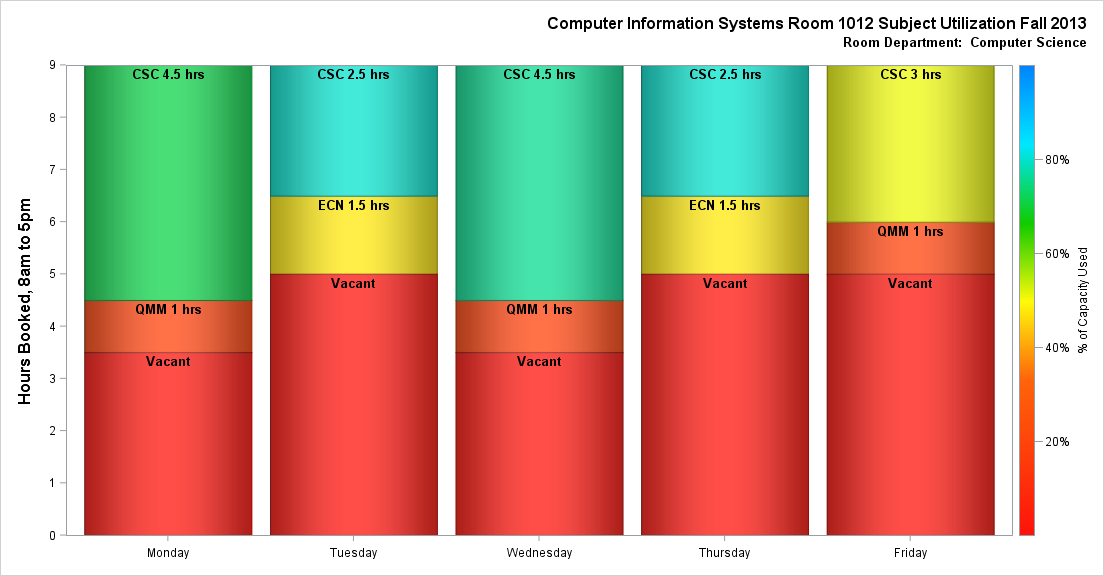 Computer Information Systems Room 1012 Subject Utilization Fall 2013
Room Department: Computer Science
Hours Booked, 8am to 5pm
9
8
7
6
5
4
3
2
1
0
CSC 4.5 hrs
QMM 1 hrs
Vacant
CSC 2.5 hrs
ECN 1.5 hrs
Vacant
CSC 4.5 hrs
QMM 1 hrs
Vacant
CSC 2.5 hrs
ECN 1.5 hrs
Vacant
CSC 3 hrs
QMM 1 hrs
Vacant
Monday
Tuesday
Wednesday
Thursday
Friday
80%
60%
40%
20%
% of Capacity Used